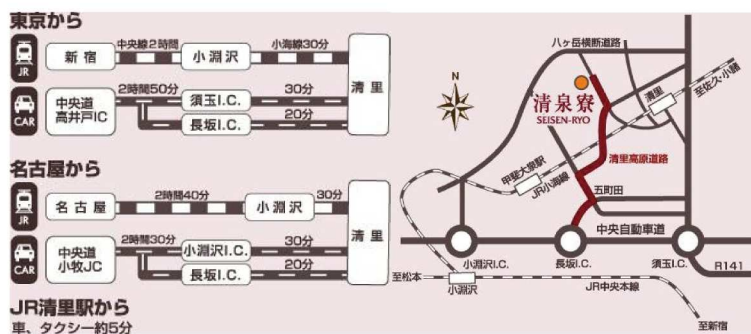 東京から
JR
新宿
中央線2時間
小淵沢
小海線30分
清里
CAR
中央道
高井戸IC
2時間50分
須玉I.C.
30分
長坂I.C.
20分
名古屋から
JR
名古屋
2時間40分
小淵沢
30分
清里
CAR
中央道
小牧JC
2時間30分
小淵沢I.C.
30分
長坂I.C.
20分
JR清里駅から
車、タクシー約5分
八ヶ岳横断道路
N
清泉寮
SEISEN-RYO
清里
至佐久・小諸
清里高原道路
甲斐大泉駅
JR小海線
五町田
中央自動車道
小淵沢I.C.
長坂I.C.
須玉I.C.
R141
至松本
小淵沢
JR中央本線
至新宿